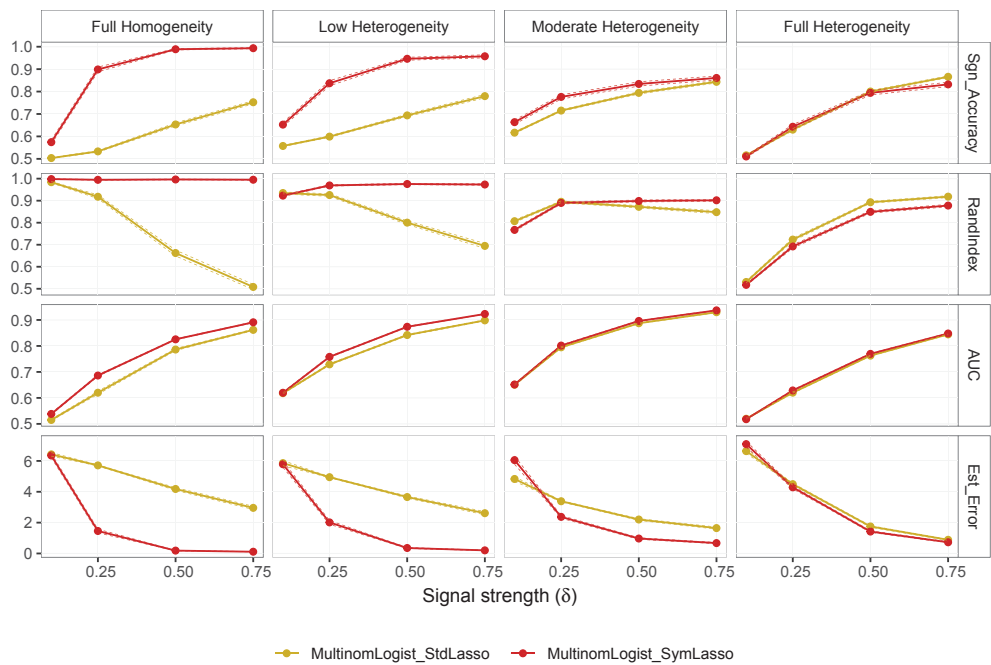 Full Homogeneity Low Heterogeneity Moderate Heterogeneity Full Heterogeneity
1.0
0.9
0.8
0.7
0.6
0.5
Sgn_Accuracy
1.0
0.9
0.8
0.7
0.6
0.5
RandIndex
0.9
0.8
0.7
0.6
0.5
AUC
6
4
2
0
Est_Error
0.25 0.50 0.75 0.25 0.50 0.75 0.25 0.50 0.75 0.25 0.50 0.75
Signal strength (δ)
MultinomLogist_StdLasso MultinomLogist_SymLasso